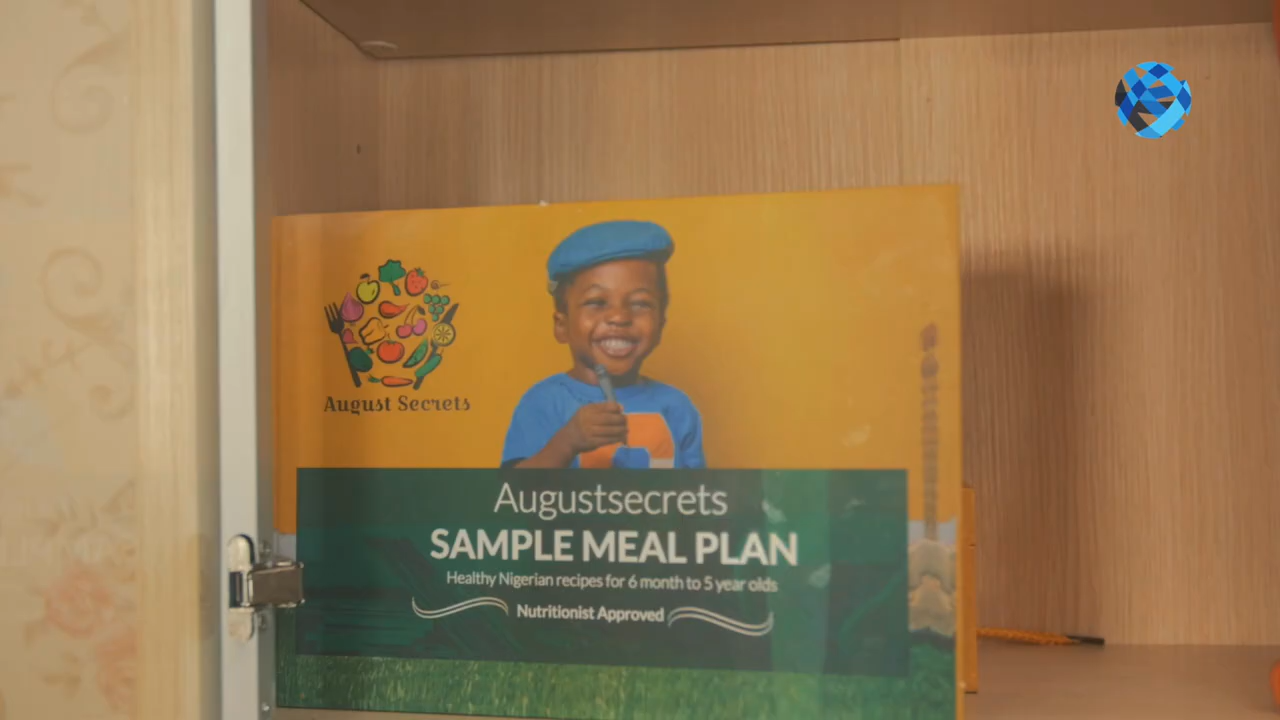 August Secrets
Augustsecrets
SAMPLE MEAL PLAN
Healthy Nigerian recipes for 6 month to 5 year olds
Nutritionist Approved